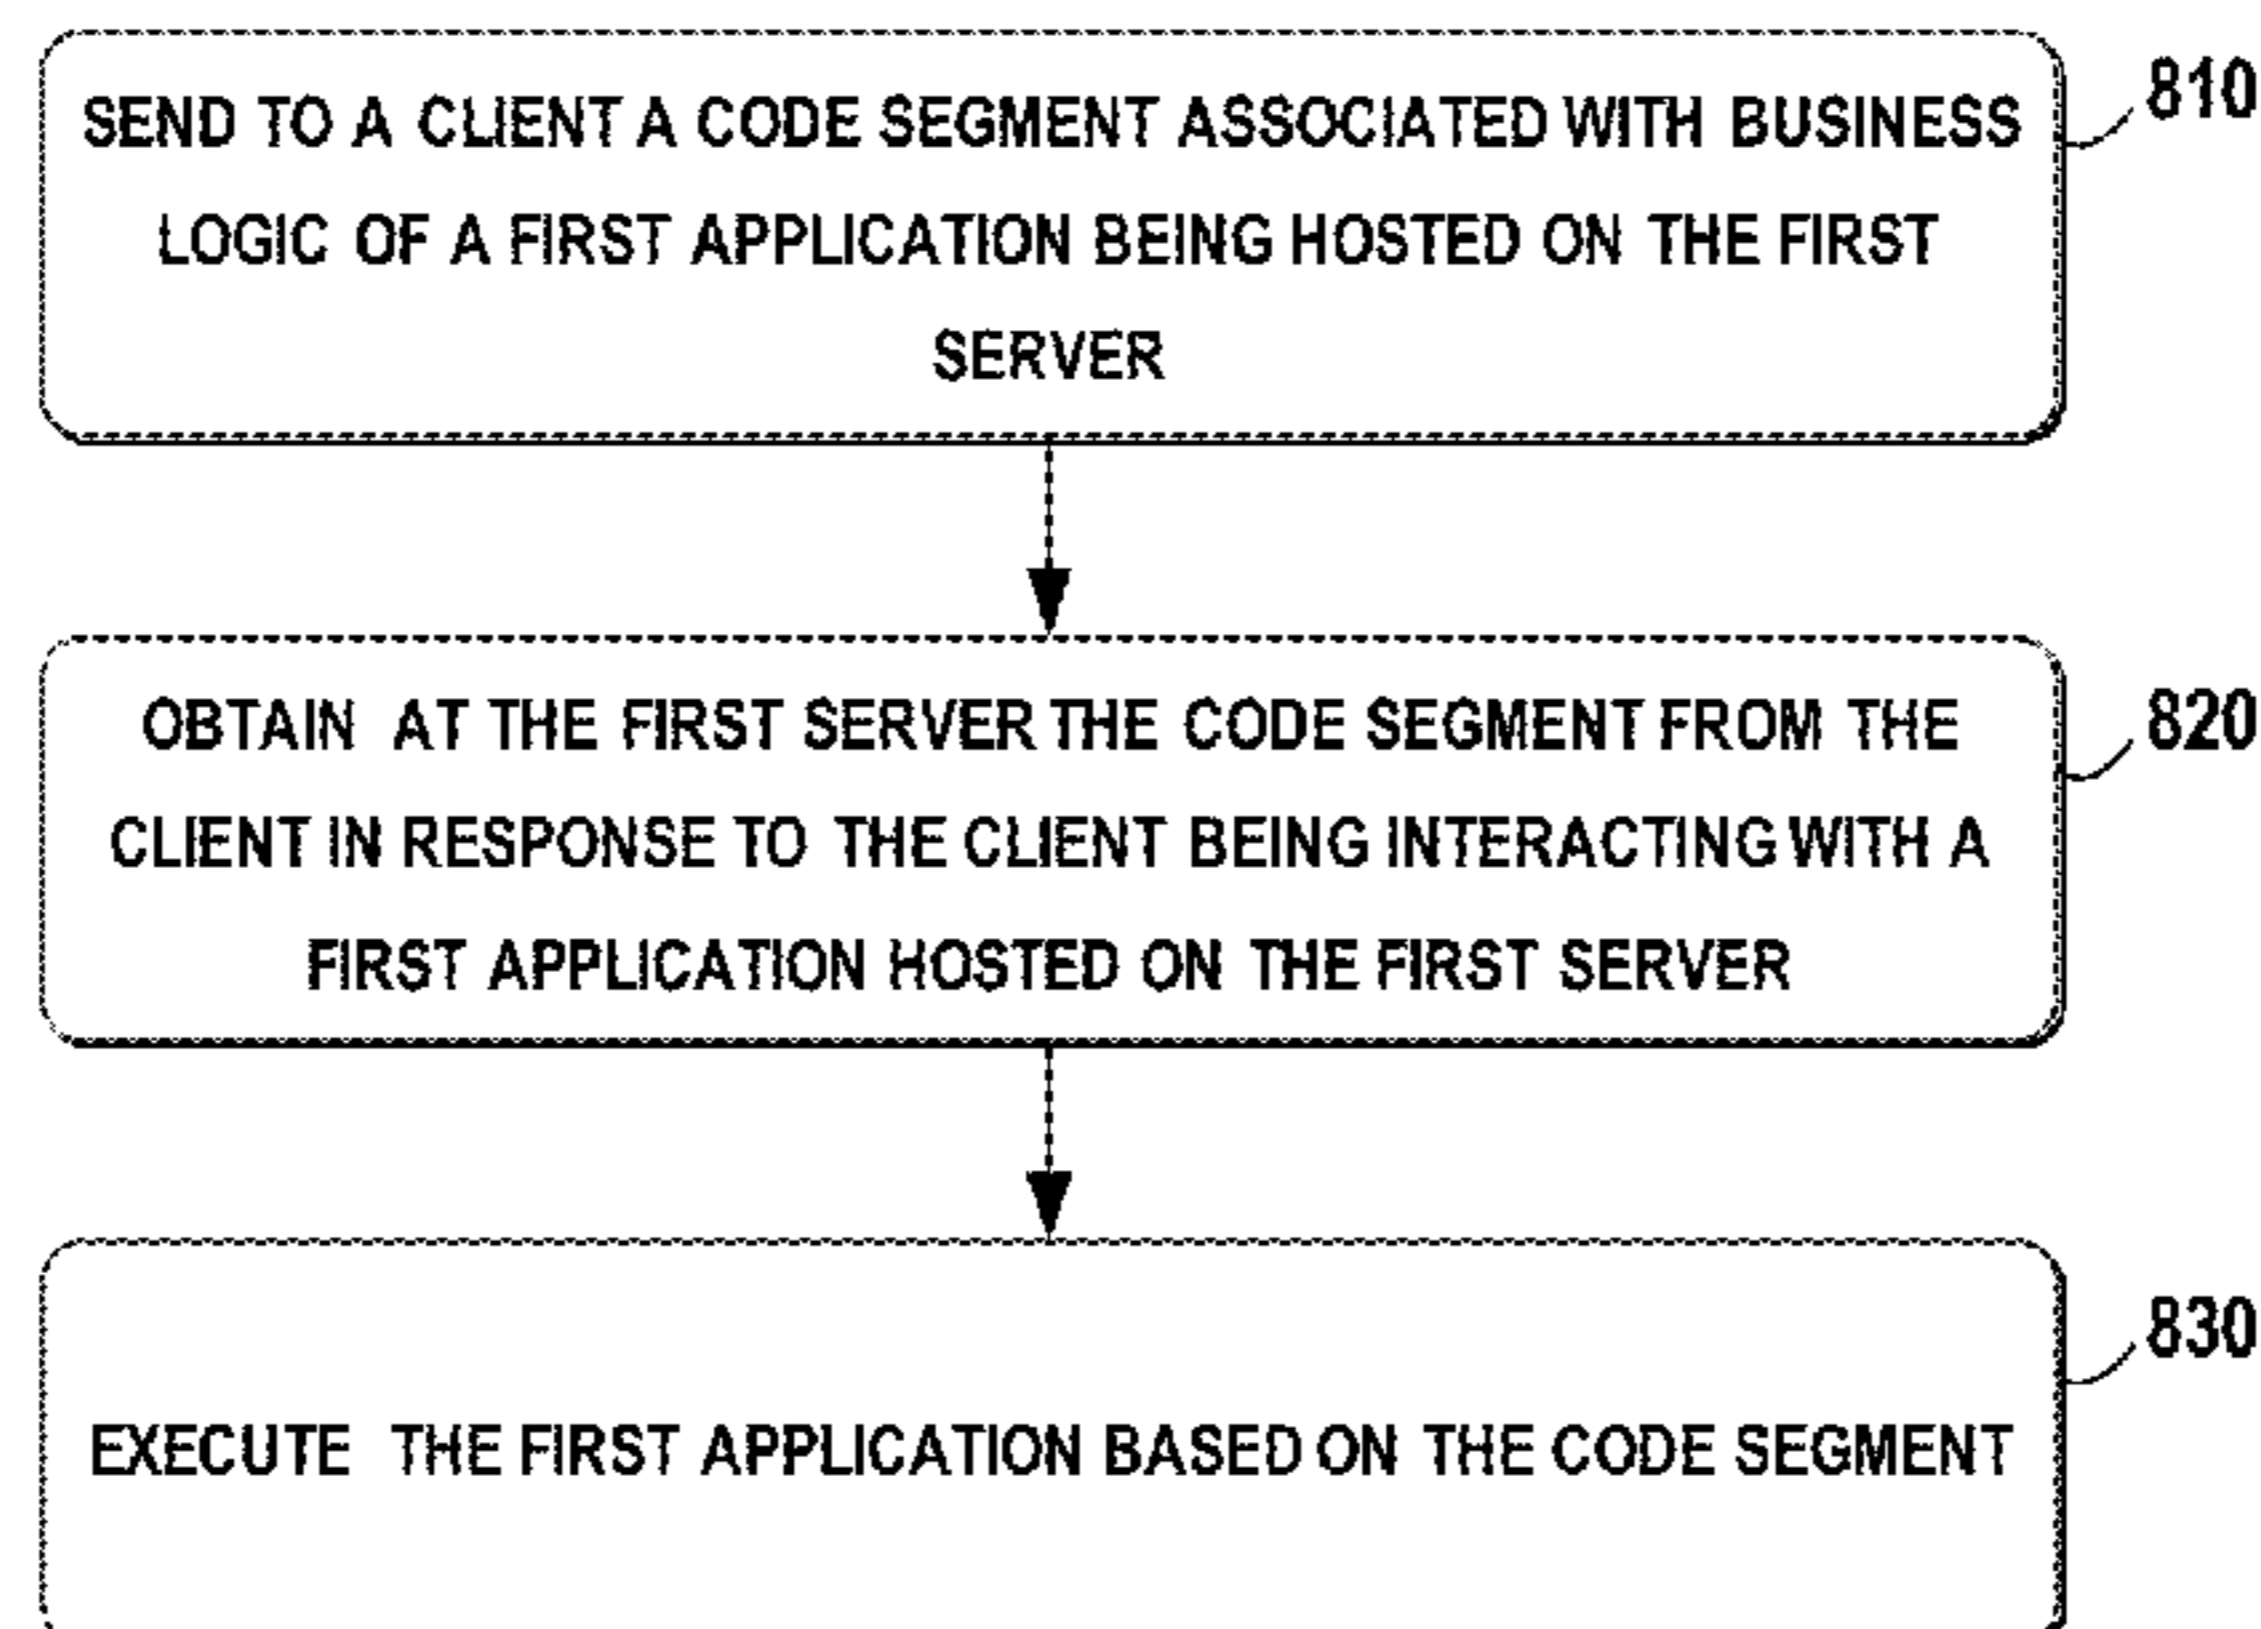 SEND TO A CLIENT A CODE SEGMENT ASSOCIATED WITH BUSINESS
LOGIC OF A FIRST APPLICATION BEING HOSTED ON THE FIRST
SERVER
810
OBTAIN AT THE FIRST SERVER THE CODE SEGMENT FROM THE
CLIENT IN RESPONSE TO THE CLIENT BEING INTERACTING WITH A
FIRST APPLICATION HOSTED ON THE FIRST SERVER
820
EXECUTE THE FIRST APPLICATION BASED ON THE CODE SEGMENT
830